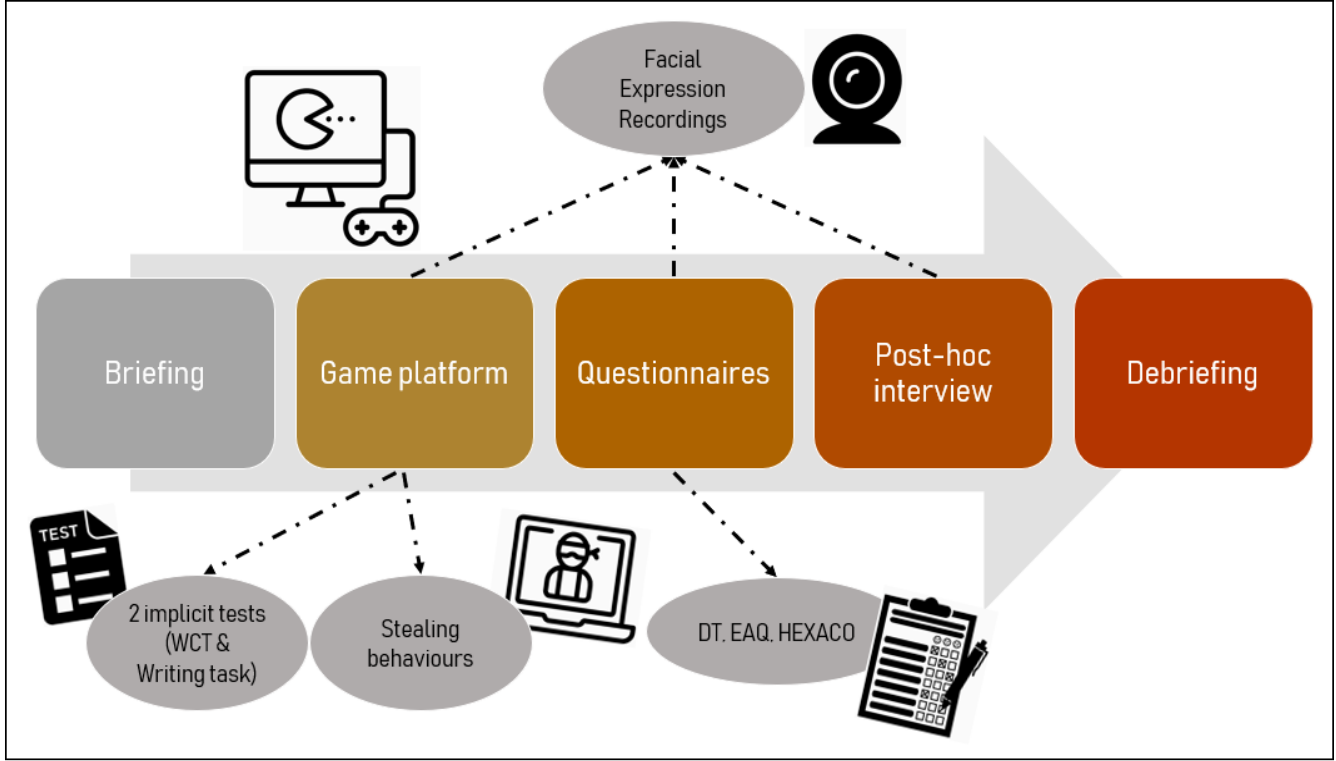 Facial
Expression
Recordings
Briefing
Game platform
Questionnaires
Post-hoc
interview
Debriefing
TEST
2 implicit tests
(WCT &
Writing task)
Stealing
behaviours
DT, EAQ, HEXACO